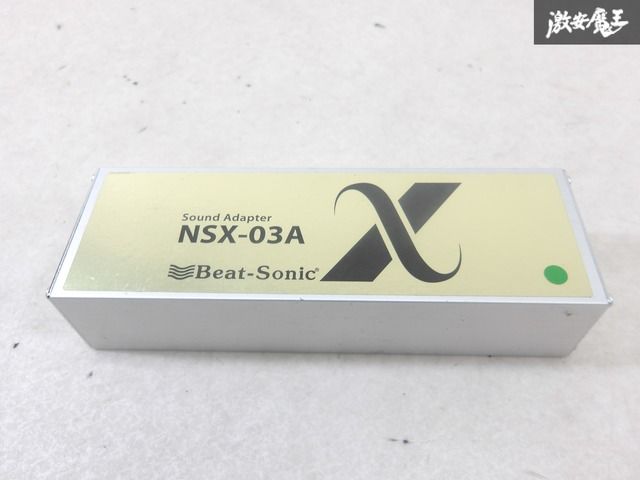 激安魔王
Sound Adapter
NSX-03A
Beat-Sonic®
X